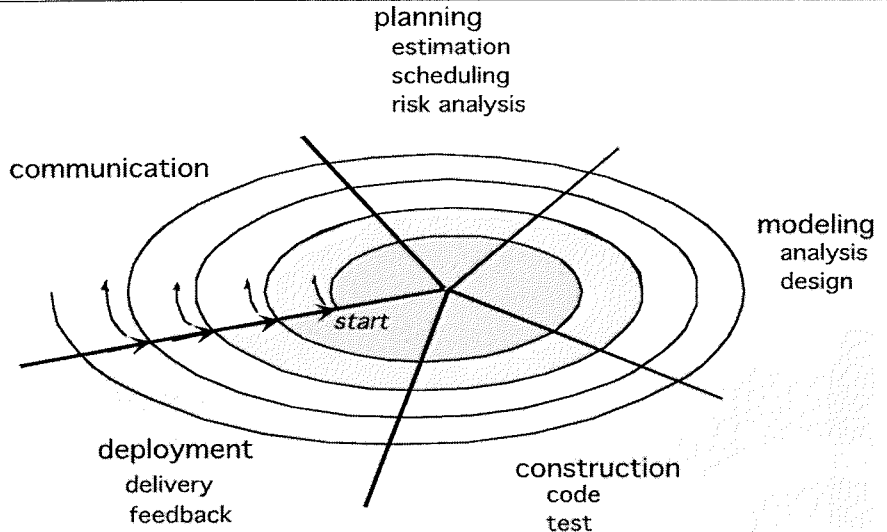 planning
estimation
scheduling
risk analysis
communication
modeling
analysis
design
start
deployment
delivery
feedback
construction
code
test